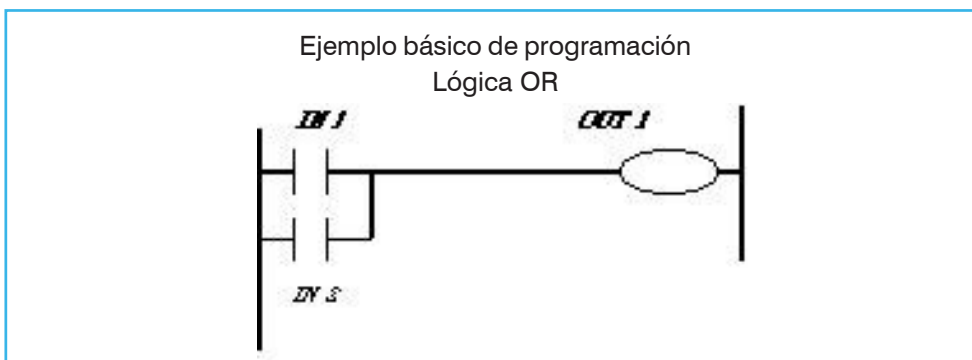 Ejemplo básico de programación
Lógica OR
IN 1
OUT 1
IN 2